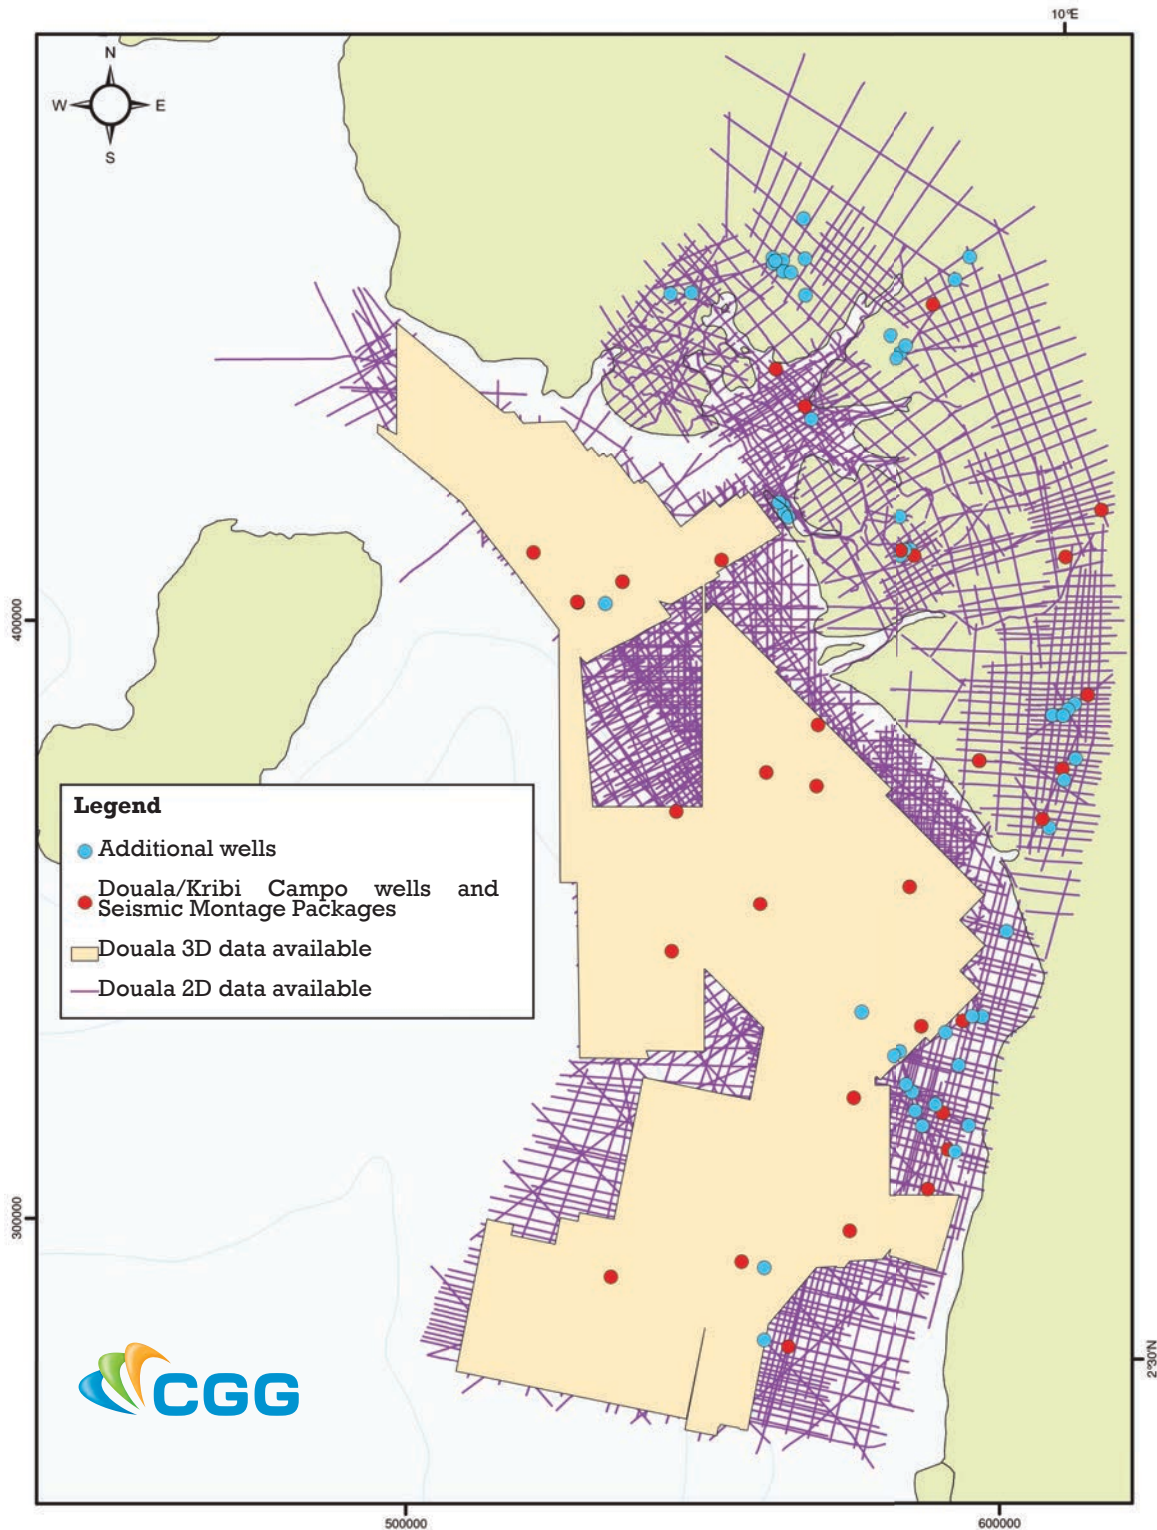 10°E
N
W E
S
400000
Legend
Additional wells
Douala/Kribi Campo wells and
Seismic Montage Packages
Douala 3D data available
Douala 2D data available
300000
2°30'N
CGG
500000 600000